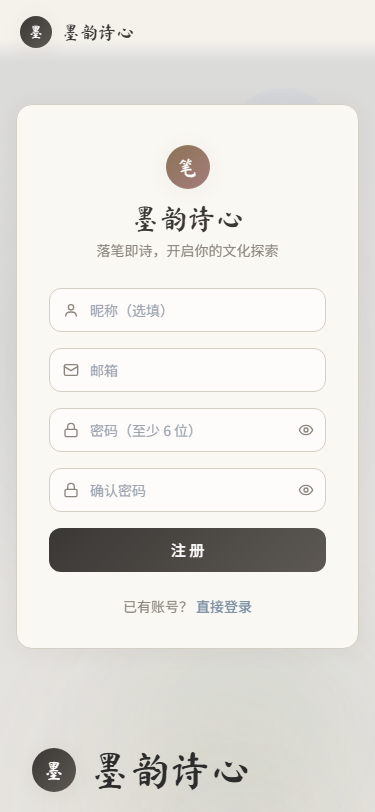 墨 墨韵诗心
笔
墨韵诗心
落笔即诗，开启你的文化探索
昵称（选填）
邮箱
密码（至少 6 位）
确认密码
注册
已有账号？ 直接登录
墨 墨韵诗心